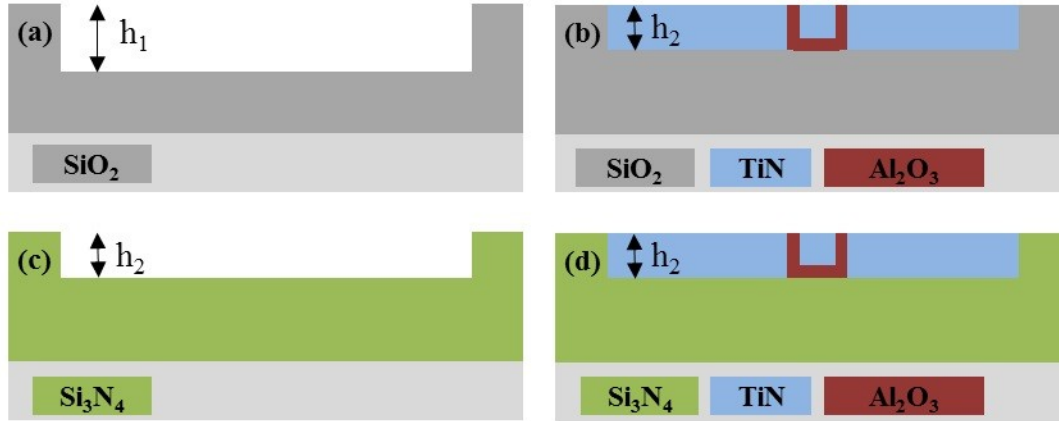 (a) h₁
SiO₂
(b) h₂
SiO₂ TiN Al₂O₃
(c) h₂
Si₃N₄
(d) h₂
Si₃N₄ TiN Al₂O₃